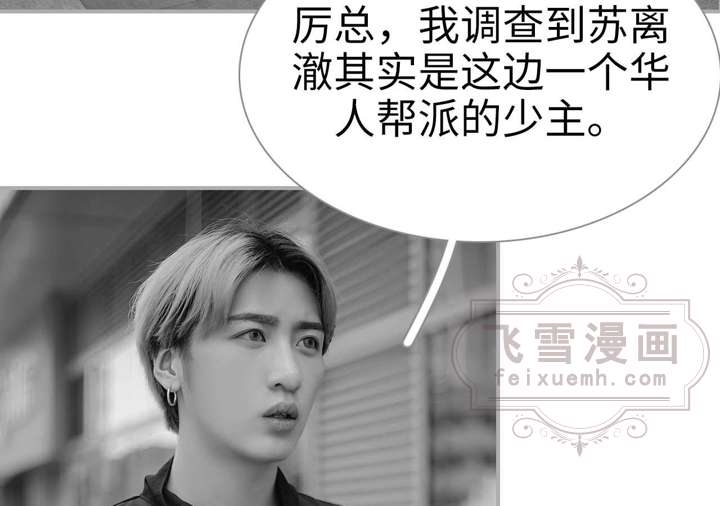 厉总，我调查到苏离
澈其实是这边一个华
人帮派的少主。
飞雪漫画
feixuemh.com